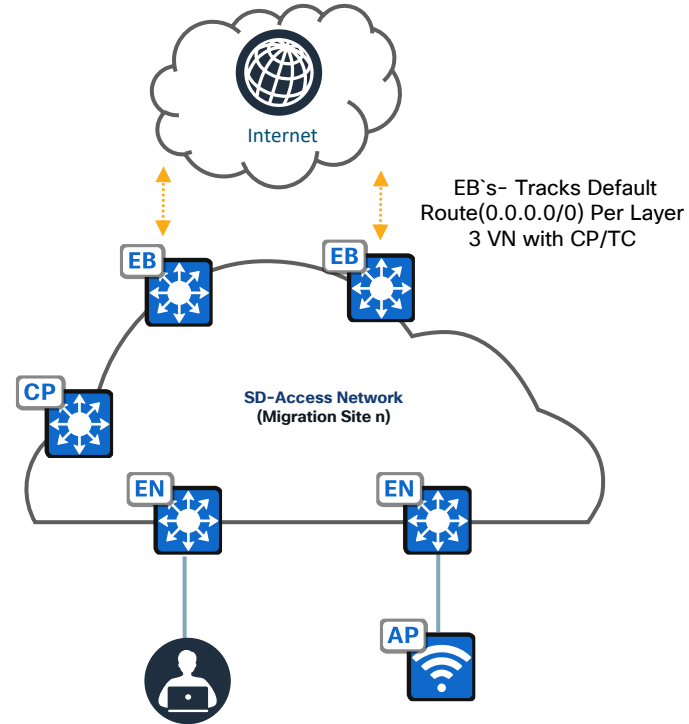 Internet
EB`s- Tracks Default
Route(0.0.0.0/0) Per Layer
3 VN with CP/TC
EB
EB
CP
SD-Access Network
(Migration Site n)
EN
EN
AP